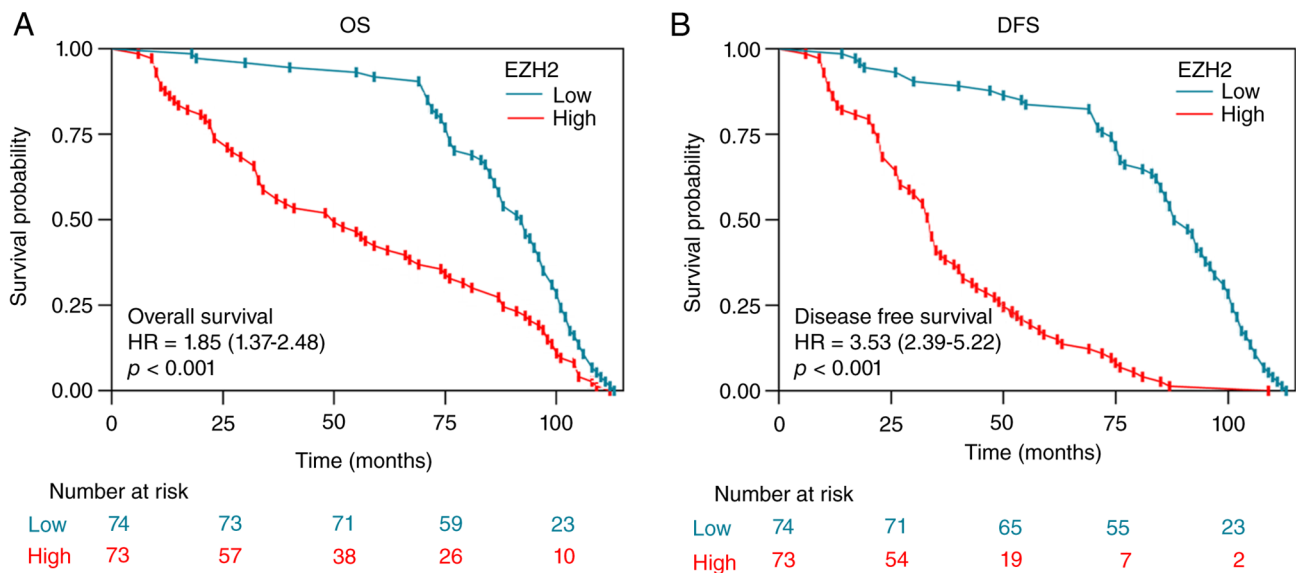 A
OS
1.00
0.75
0.50
0.25
0.00
Survival probability
EZH2
Low
High
Overall survival
HR = 1.85 (1.37-2.48)
p < 0.001
0 25 50 75 100
Time (months)
Number at risk
Low 74 73 71 59 23
High 73 57 38 26 10
B
DFS
1.00
0.75
0.50
0.25
0.00
Survival probability
EZH2
Low
High
Disease free survival
HR = 3.53 (2.39-5.22)
p < 0.001
0 25 50 75 100
Time (months)
Number at risk
Low 74 71 65 55 23
High 73 54 19 7 2